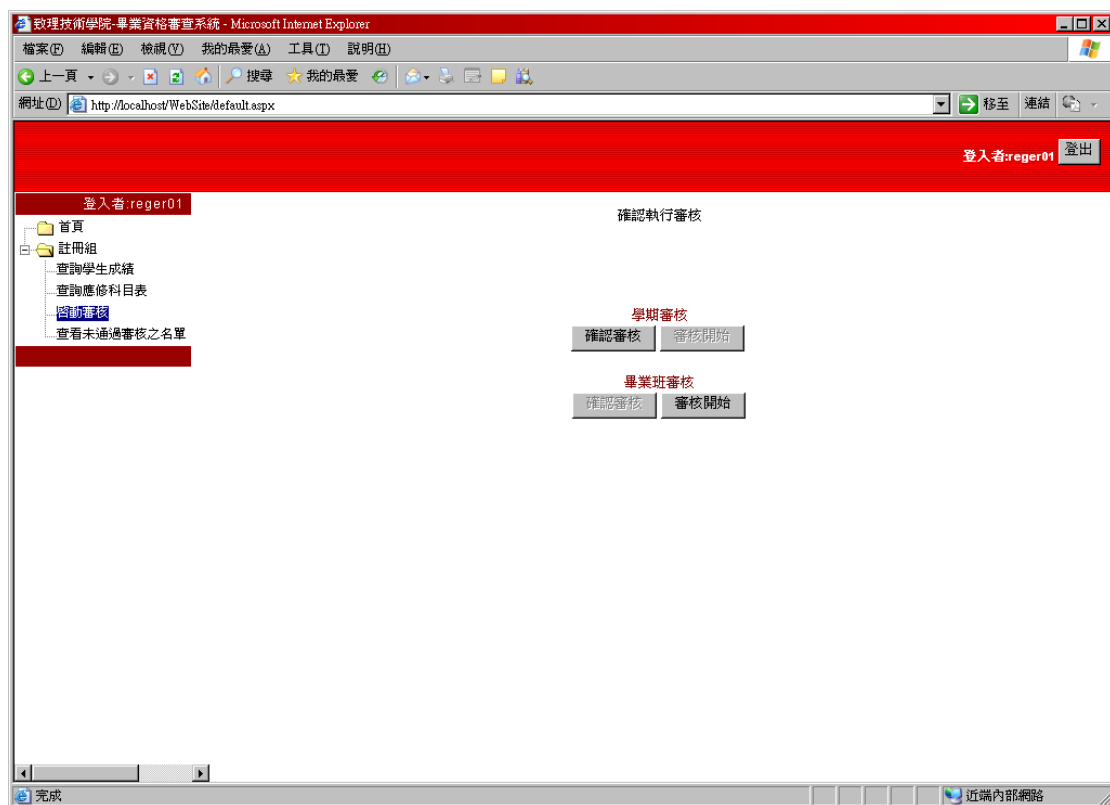 致理技術學院-畢業資格審查系統 - Microsoft Internet Explorer
檔案(F) 編輯(E) 檢視(V) 我的最愛(A) 工具(T) 說明(H)
上一頁 搜尋 我的最愛
網址(D) http://localhost/WebSite/default.aspx 移至 連結
登入者:reger01 登出
登入者:reger01
首頁
註冊組
查詢學生成績
查詢應修科目表
啟動審核
查看未通過審核之名單
確認執行審核
學期審核
確認審核 審核開始
畢業班審核
確認審核 審核開始
完成 近端內部網路